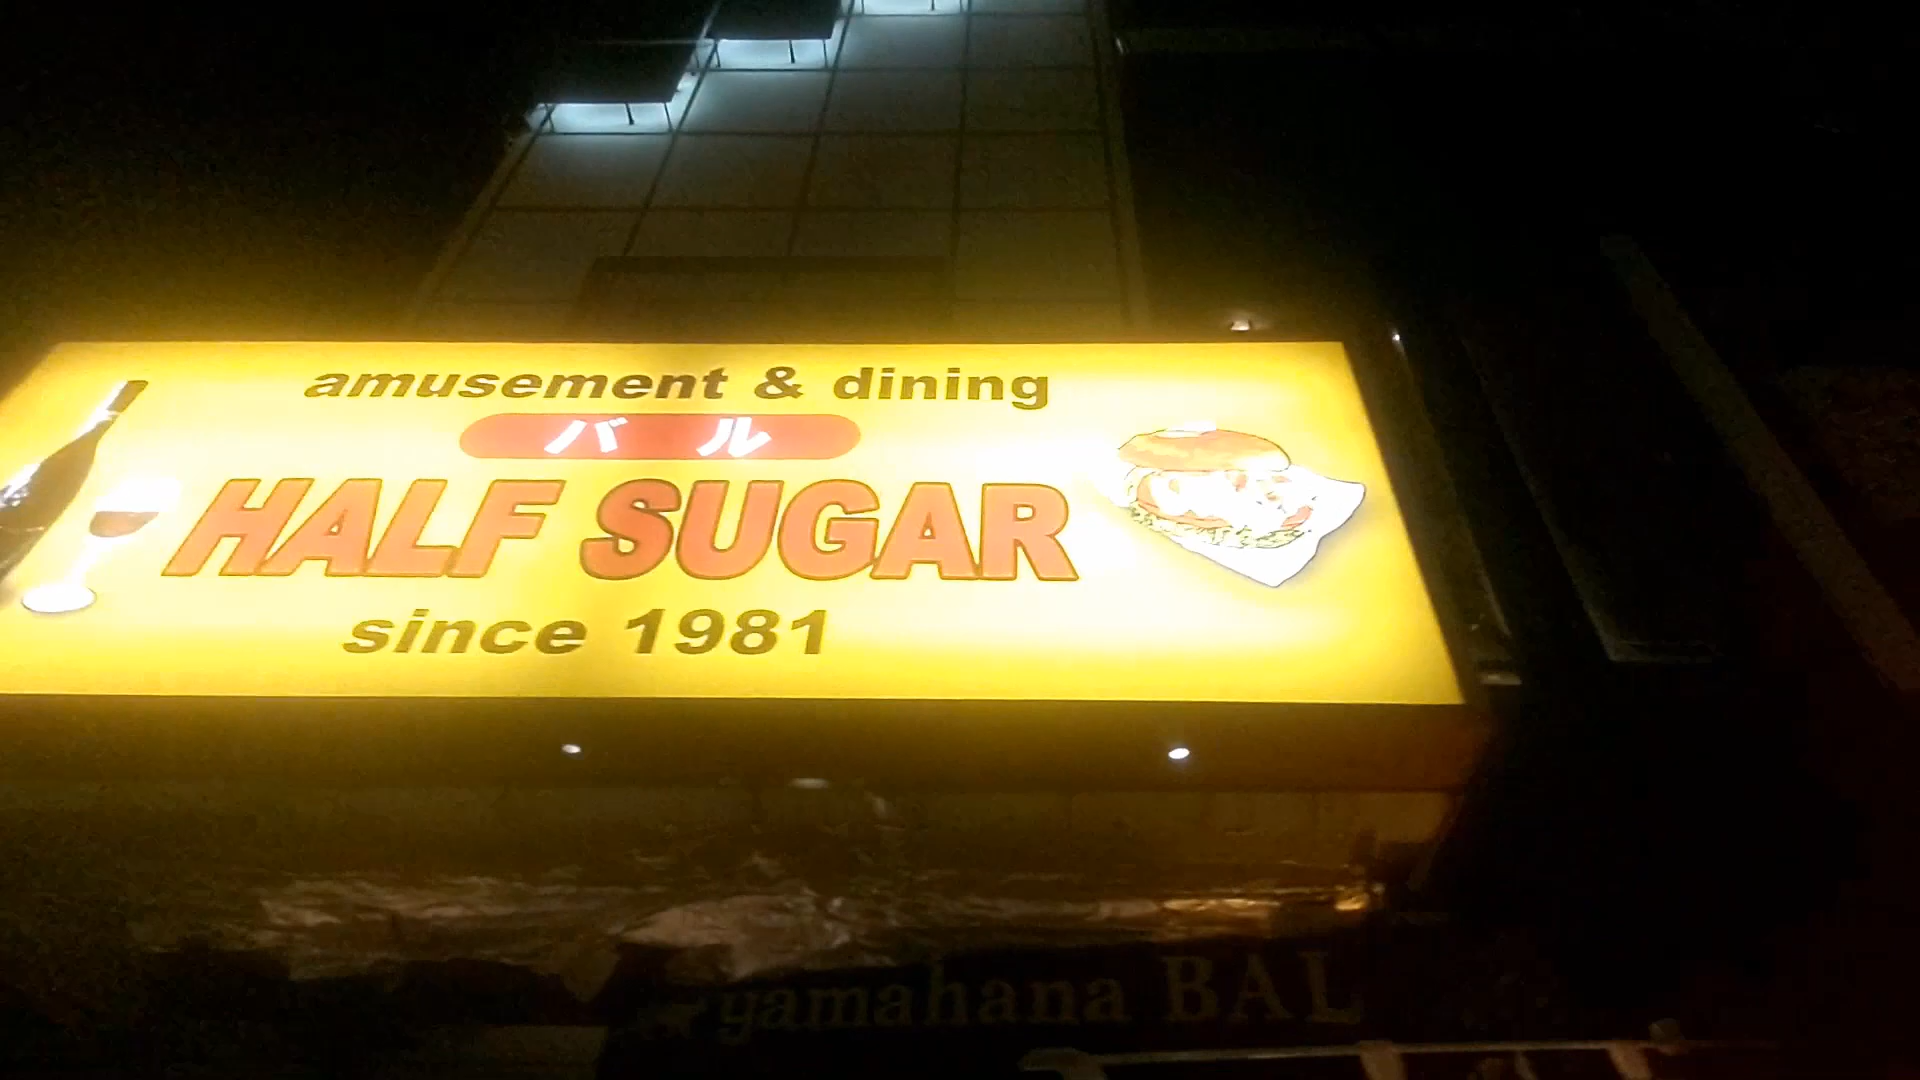 amusement & dining
バル
HALF SUGAR
since 1981
yamahana BAL